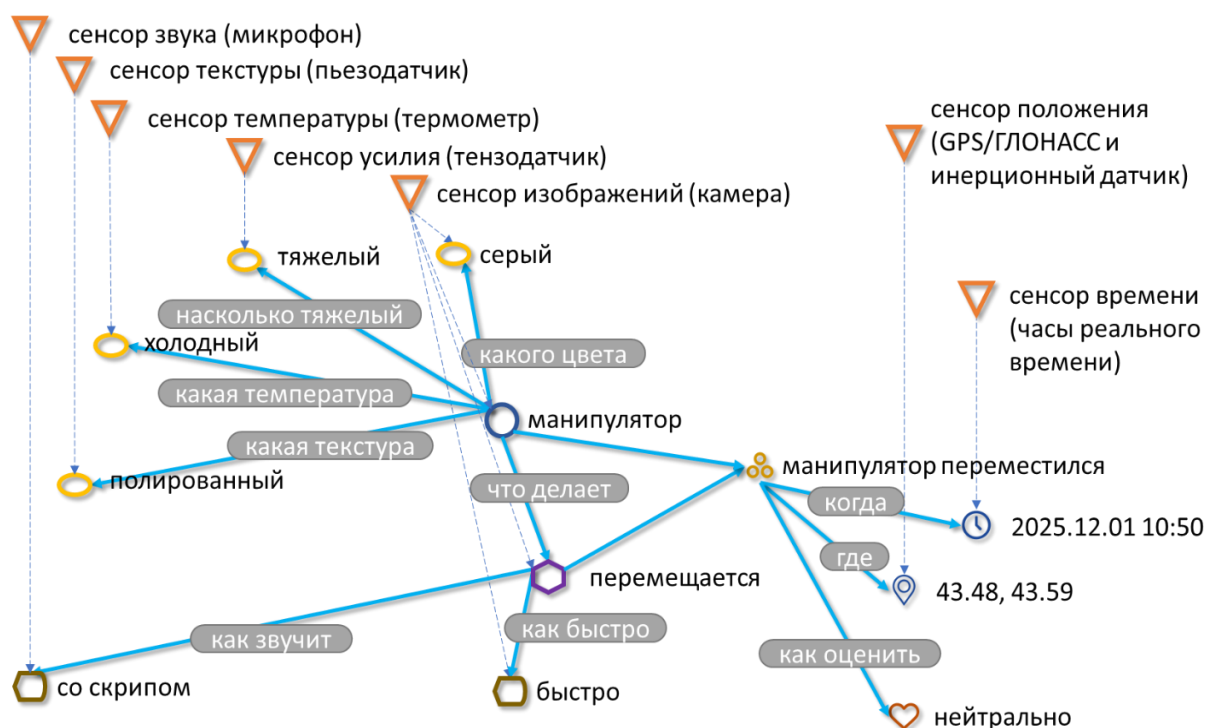 сенсор звука (микрофон)
сенсор текстуры (пьезодатчик)
сенсор температуры (термометр)
сенсор усилия (тензодатчик)
сенсор изображений (камера)
сенсор положения
(GPS/ГЛОНАСС и
инерционный датчик)
тяжелый
серый
насколько тяжелый
сенсор времени
(часы реального
времени)
холодный
какого цвета
какая температура
манипулятор
какая текстура
манипулятор переместился
полированный
что делает
когда
2025.12.01 10:50
где
перемещается
43.48, 43.59
как звучит
как быстро
как оценить
со скрипом
быстро
нейтрально